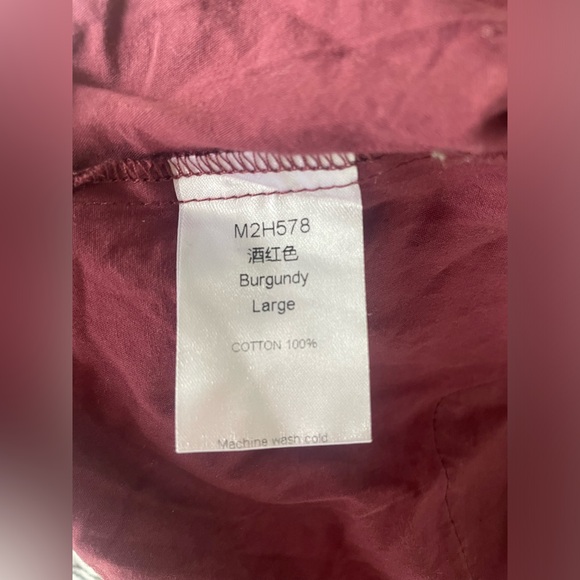 M2H578
酒红色
Burgundy
Large
COTTON 100%
Machine wash cold